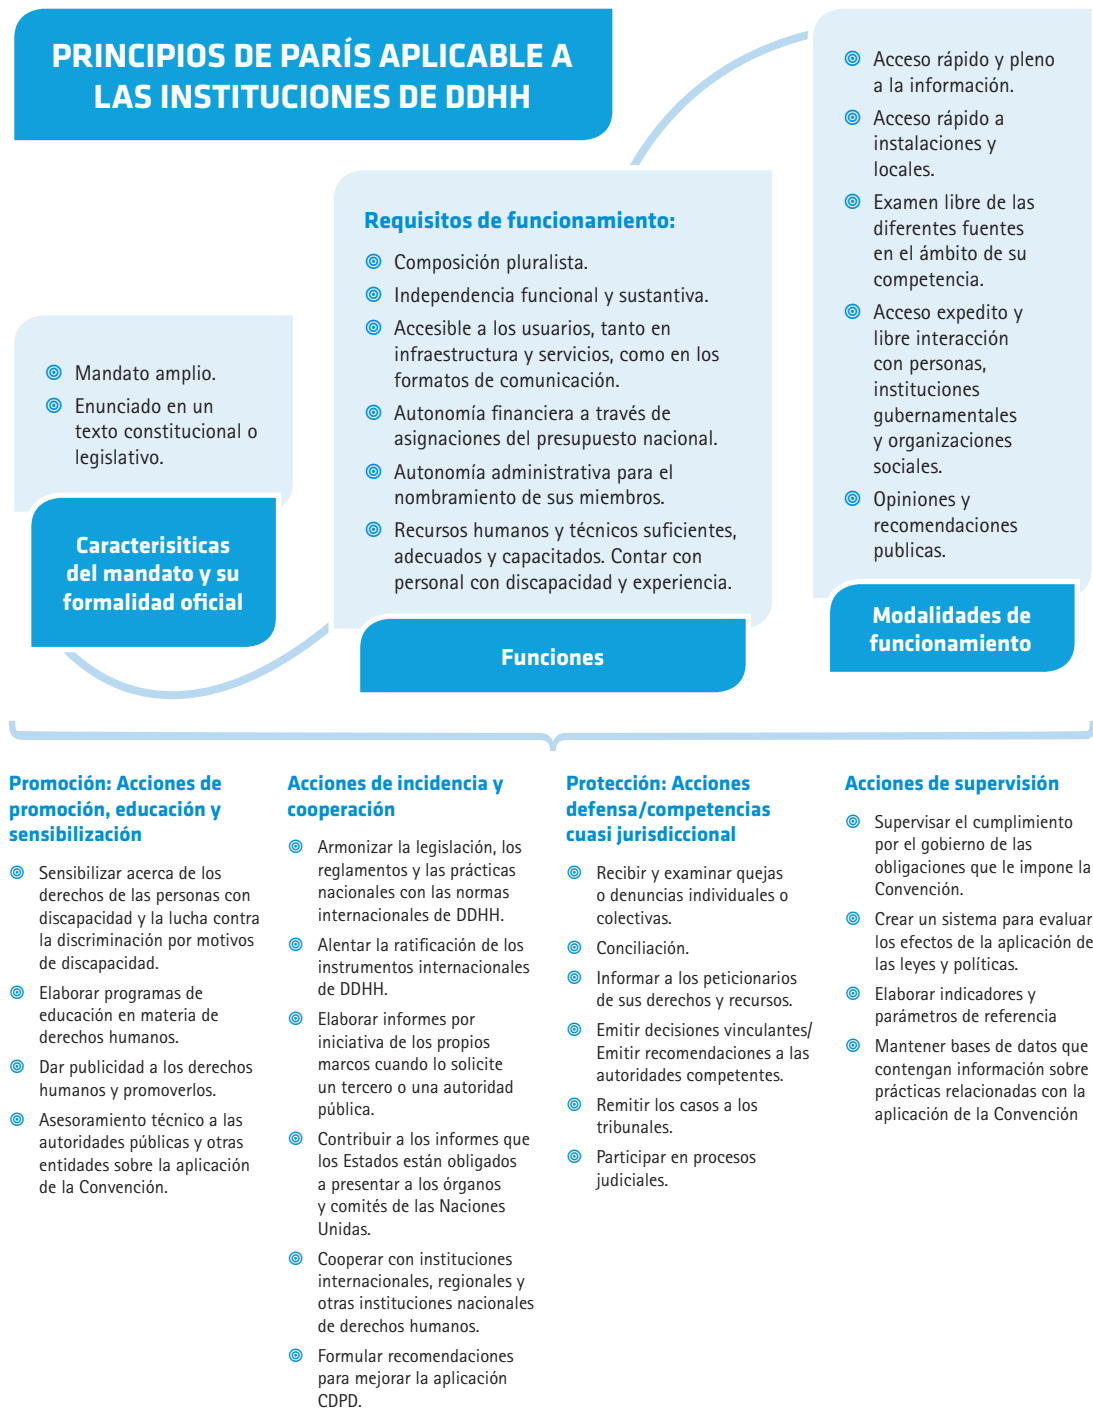 PRINCIPIOS DE PARÍS APLICABLE A
LAS INSTITUCIONES DE DDHH
Mandato amplio.
Enunciado en un
texto constitucional o
legislativo.
Caracterisiticas
del mandato y su
formalidad oficial
Requisitos de funcionamiento:
Composición pluralista.
Independencia funcional y sustantiva.
Accesible a los usuarios, tanto en
infraestructura y servicios, como en los
formatos de comunicación.
Autonomía financiera a través de
asignaciones del presupuesto nacional.
Autonomía administrativa para el
nombramiento de sus miembros.
Recursos humanos y técnicos suficientes,
adecuados y capacitados. Contar con
personal con discapacidad y experiencia.
Funciones
Acceso rápido y pleno
a la información.
Acceso rápido a
instalaciones y
locales.
Examen libre de las
diferentes fuentes
en el ámbito de su
competencia.
Acceso expedito y
libre interacción
con personas,
instituciones
gubernamentales
y organizaciones
sociales.
Opiniones y
recomendaciones
publicas.
Modalidades de
funcionamiento
Promoción: Acciones de
promoción, educación y
sensibilización
Sensibilizar acerca de los
derechos de las personas con
discapacidad y la lucha contra
la discriminación por motivos
de discapacidad.
Elaborar programas de
educación en materia de
derechos humanos.
Dar publicidad a los derechos
humanos y promoverlos.
Asesoramiento técnico a las
autoridades públicas y otras
entidades sobre la aplicación
de la Convención.
Acciones de incidencia y
cooperación
Armonizar la legislación, los
reglamentos y las prácticas
nacionales con las normas
internacionales de DDHH.
Alentar la ratificación de los
instrumentos internacionales
de DDHH.
Elaborar informes por
iniciativa de los propios
marcos cuando lo solicite
un tercero o una autoridad
pública.
Contribuir a los informes que
los Estados están obligados
a presentar a los órganos
y comités de las Naciones
Unidas.
Cooperar con instituciones
internacionales, regionales y
otras instituciones nacionales
de derechos humanos.
Formular recomendaciones
para mejorar la aplicación
CDPD.
Protección: Acciones
defensa/competencias
cuasi jurisdiccional
Recibir y examinar quejas
o denuncias individuales o
colectivas.
Conciliación.
Informar a los peticionarios
de sus derechos y recursos.
Emitir decisiones vinculantes/
Emitir recomendaciones a las
autoridades competentes.
Remitir los casos a los
tribunales.
Participar en procesos
judiciales.
Acciones de supervisión
Supervisar el cumplimiento
por el gobierno de las
obligaciones que le impone la
Convención.
Crear un sistema para evaluar
los efectos de la aplicación de
las leyes y políticas.
Elaborar indicadores y
parámetros de referencia
Mantener bases de datos que
contengan información sobre
prácticas relacionadas con la
aplicación de la Convención